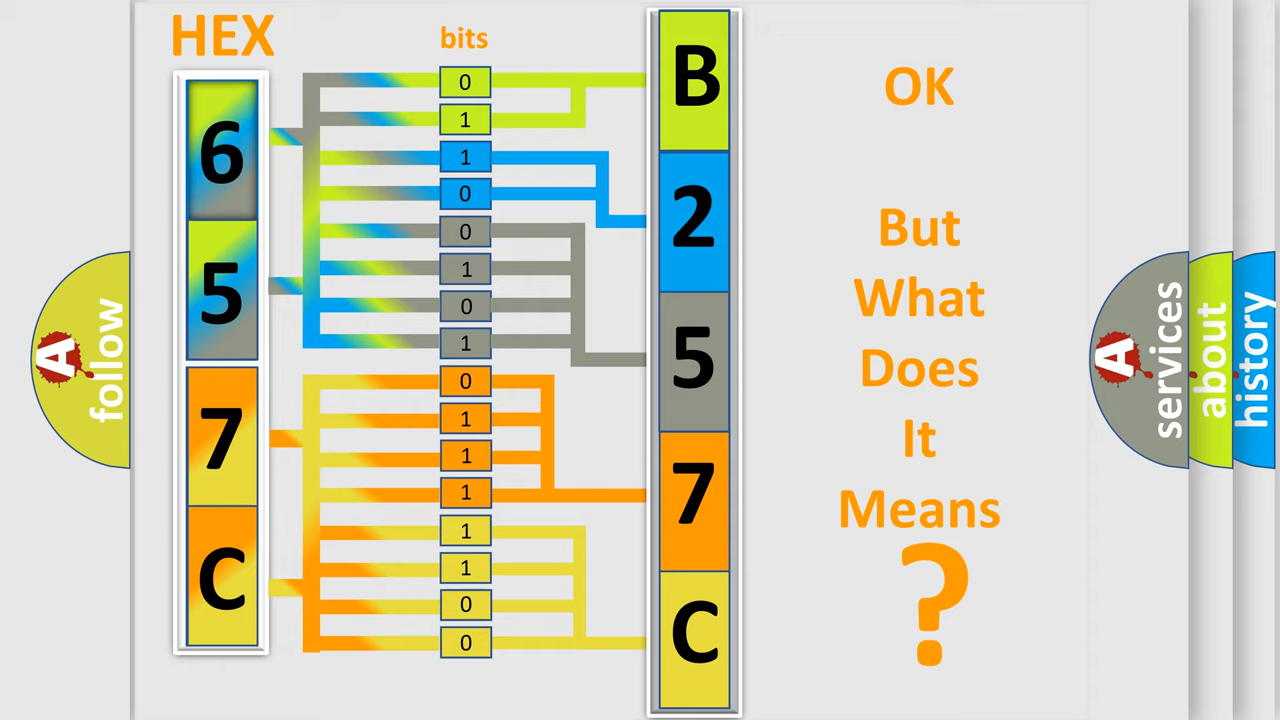 HEX
bits
6
5
7
C
0
1
1
0
0
1
0
1
0
1
1
1
1
1
0
0
B
2
5
7
C
OK
But
What
Does
It
Means
?
A
follow
A
services
about
history